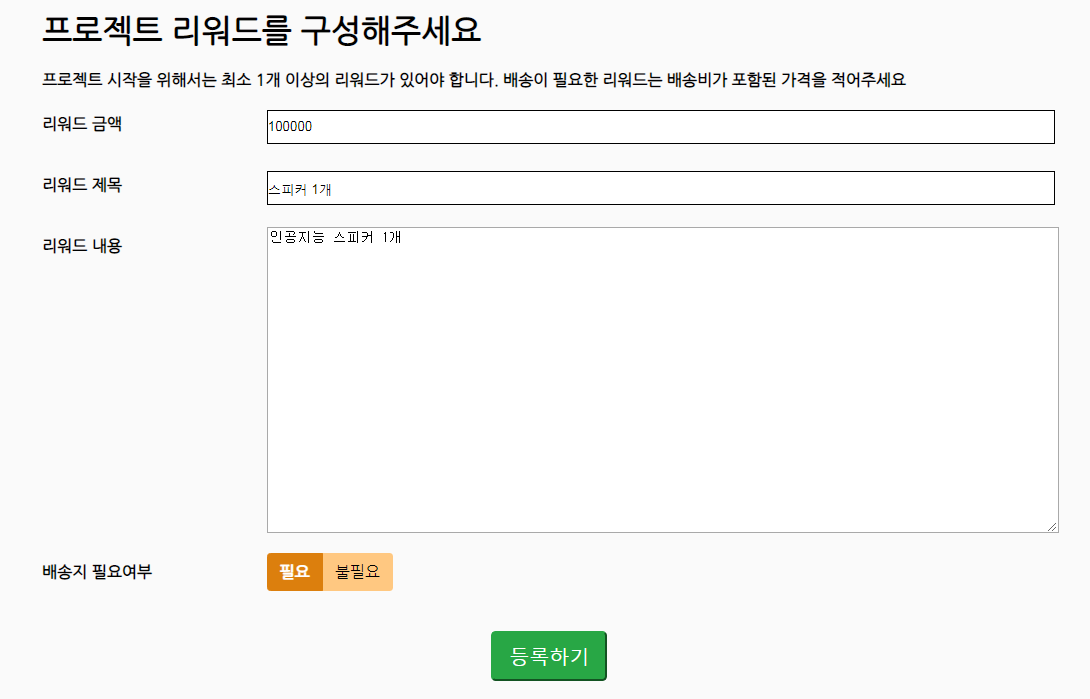 프로젝트 리워드를 구성해주세요
프로젝트 시작을 위해서는 최소 1개 이상의 리워드가 있어야 합니다. 배송이 필요한 리워드는 배송비가 포함된 가격을 적어주세요
리워드 금액
100000
리워드 제목
스피커 1개
리워드 내용
인공지능 스피커 1개
배송지 필요여부
필요 불필요
등록하기